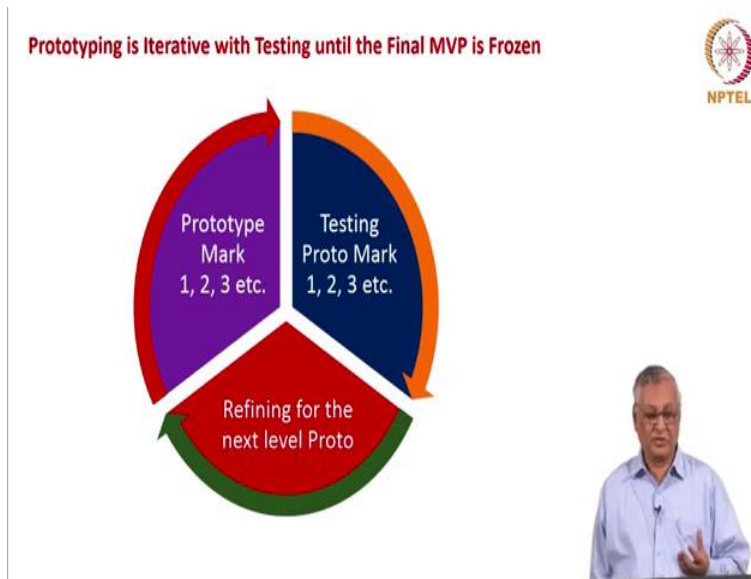 Prototyping is Iterative with Testing until the Final MVP is Frozen
NPTEL
Prototype
Mark
1, 2, 3 etc.
Testing
Proto Mark
1, 2, 3 etc.
Refining for the
next level Proto